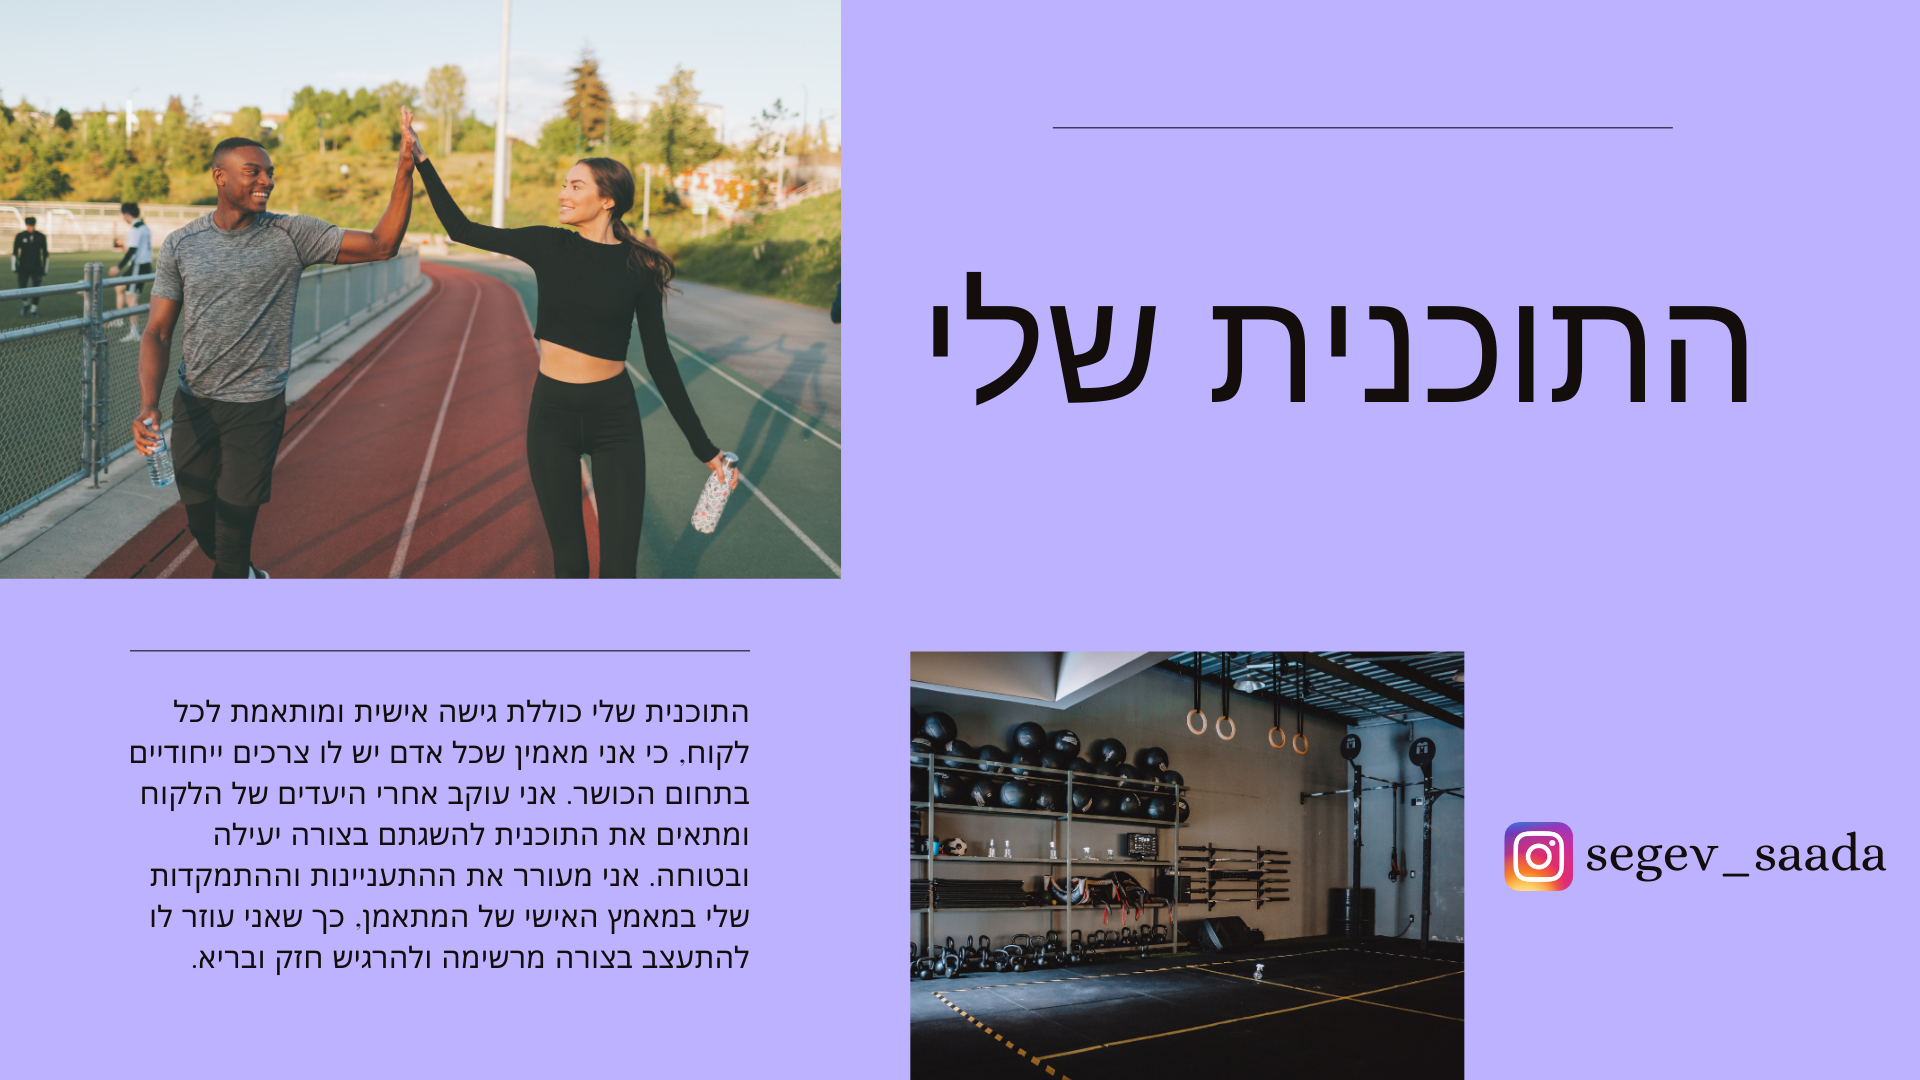 התוכנית שלי
התוכנית שלי כוללת גישה אישית ומותאמת לכל
לקוח, כי אני מאמין שכל אדם יש לו צרכים ייחודיים
בתחום הכושר. אני עוקב אחרי היעדים של הלקוח
ומתאים את התוכנית להשגתם בצורה יעילה
ובטוחה. אני מעורר את ההתעניינות וההתמקדות
שלי במאמץ האישי של המתאמן, כך שאני עוזר לו
להתעצב בצורה מרשימה ולהרגיש חזק ובריא.
segev_saada